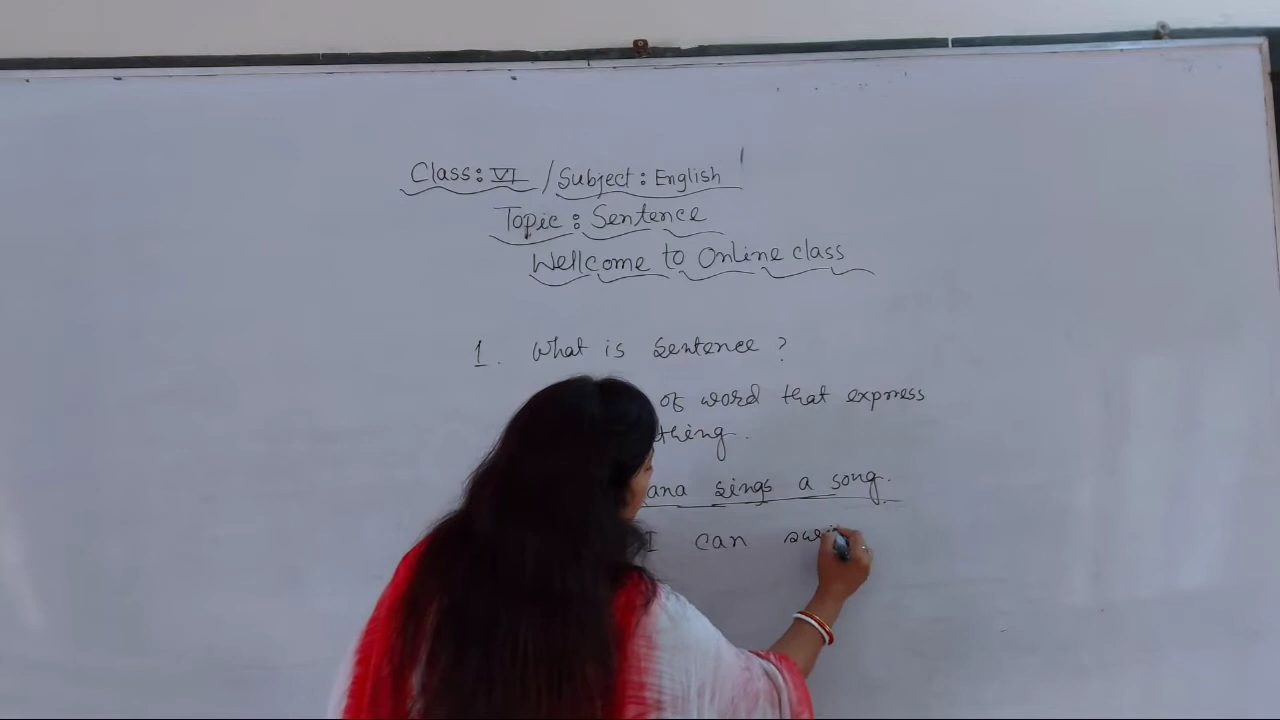 Class: VI / Subject: English
Topic: Sentence
Wellcome to Online class
1. What is sentence?
of word that express
thing.
ana sings a song.
I can